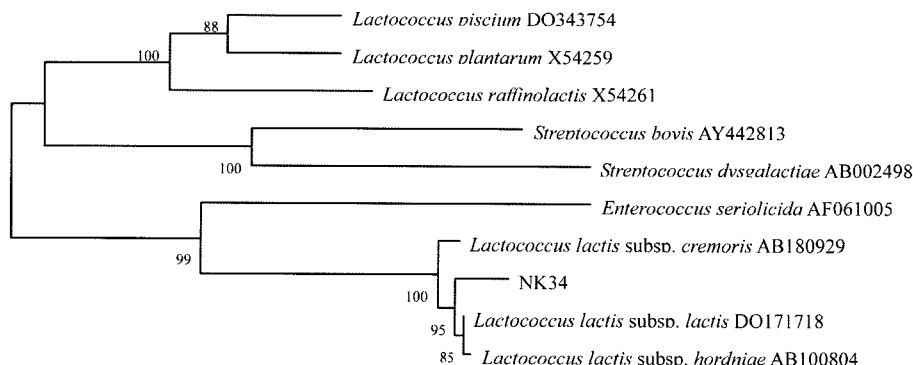 Lactococcus piscium DO343754
88
Lactococcus plantarum X54259
100
Lactococcus raffinolactis X54261
Streptococcus bovis AY442813
100
Streptococcus dysgalactiae AB002498
Enterococcus seriolicida AF061005
99
Lactococcus lactis subsp. cremoris AB180929
NK34
100
Lactococcus lactis subsp. lactis DO171718
95
Lactococcus lactis subsp. hordniae AB100804
85